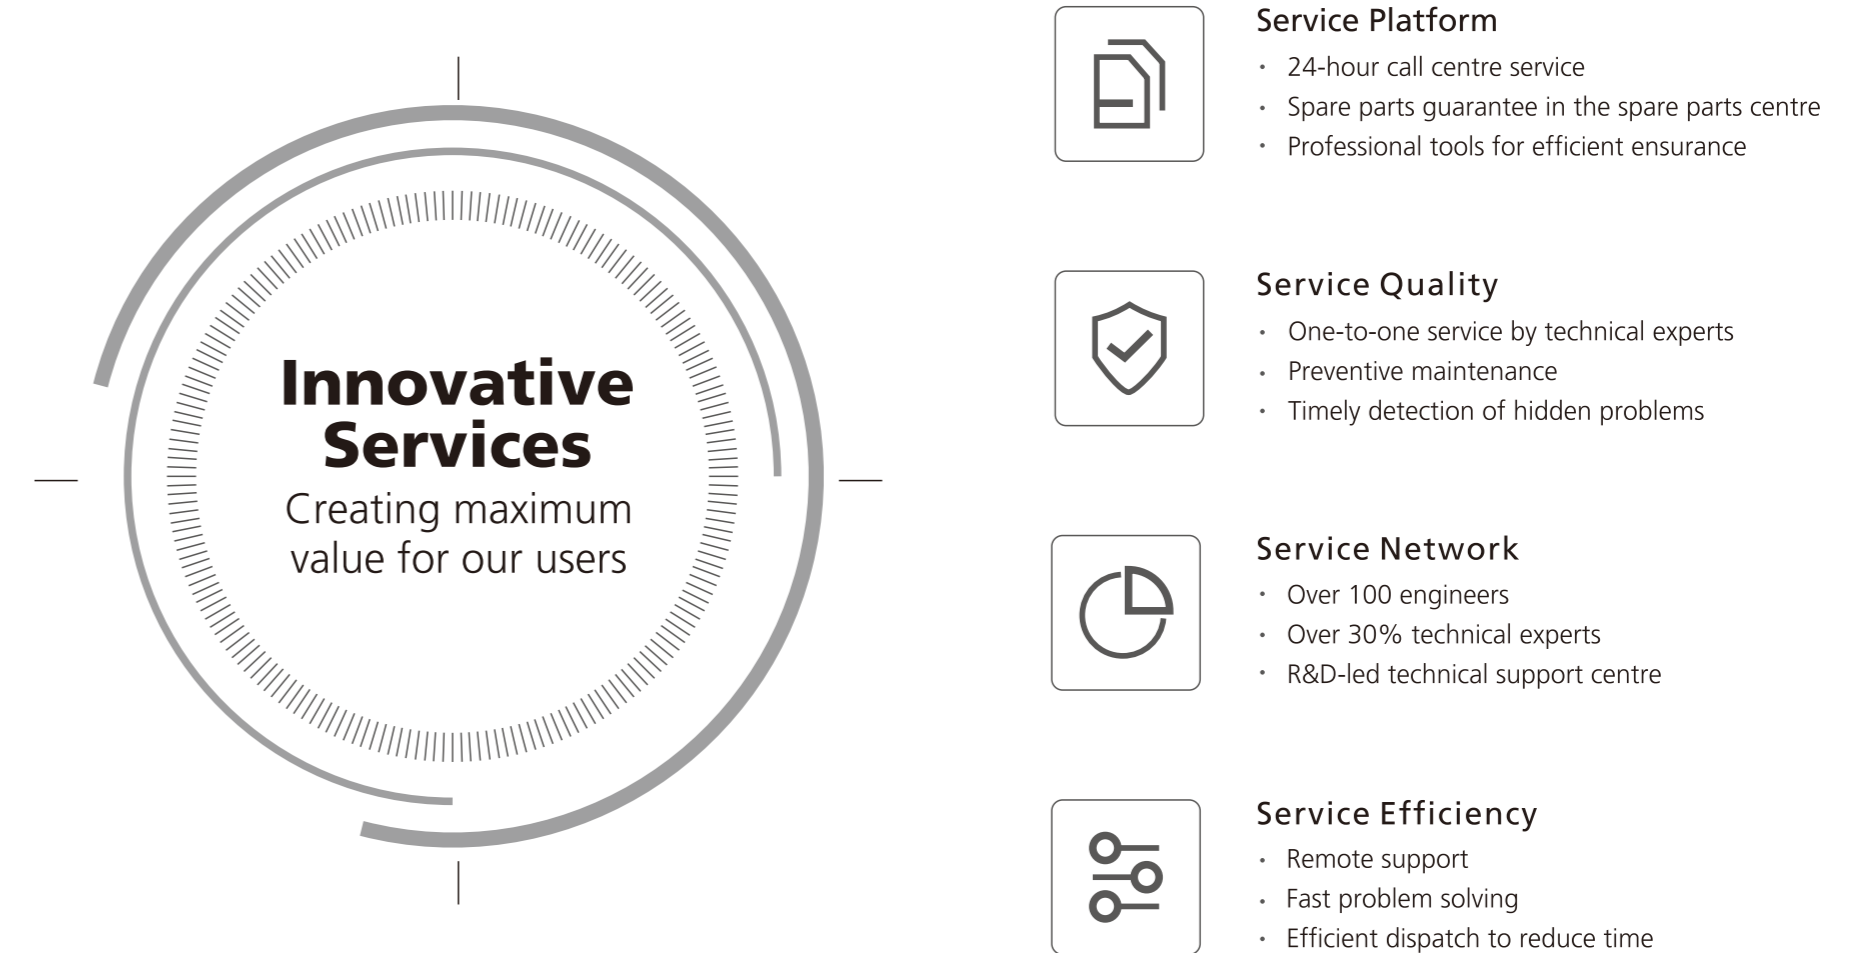 Innovative
Services
Creating maximum
value for our users
Service Platform
· 24-hour call centre service
· Spare parts guarantee in the spare parts centre
· Professional tools for efficient ensurance
Service Quality
· One-to-one service by technical experts
· Preventive maintenance
· Timely detection of hidden problems
Service Network
· Over 100 engineers
· Over 30% technical experts
· R&D-led technical support centre
Service Efficiency
· Remote support
· Fast problem solving
· Efficient dispatch to reduce time